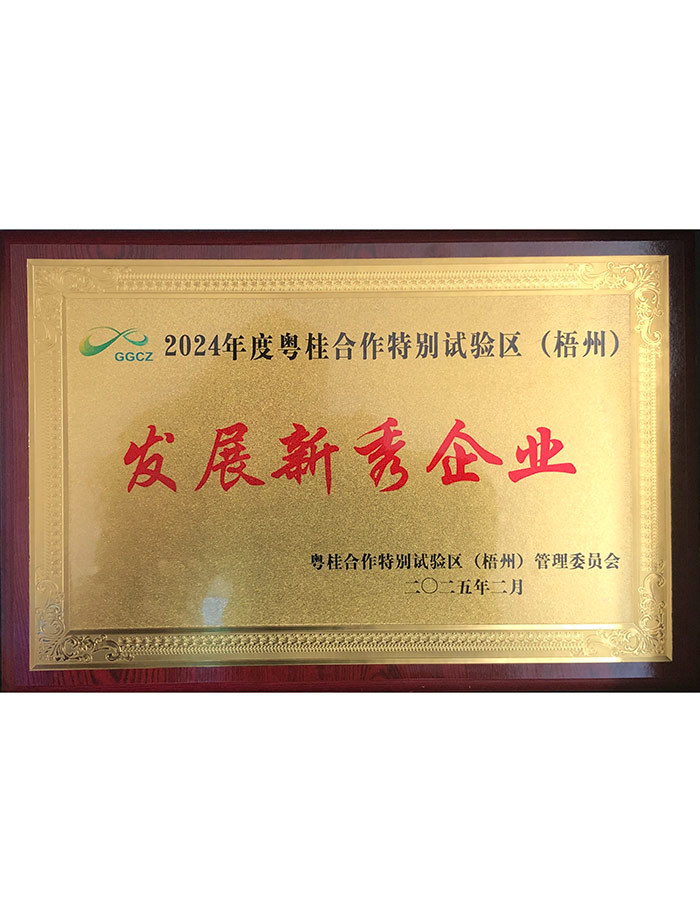 GGCZ 2024年度粤桂合作特别试验区（梧州）
发展新秀企业
粤桂合作特别试验区（梧州）管理委员会
二〇二五年二月